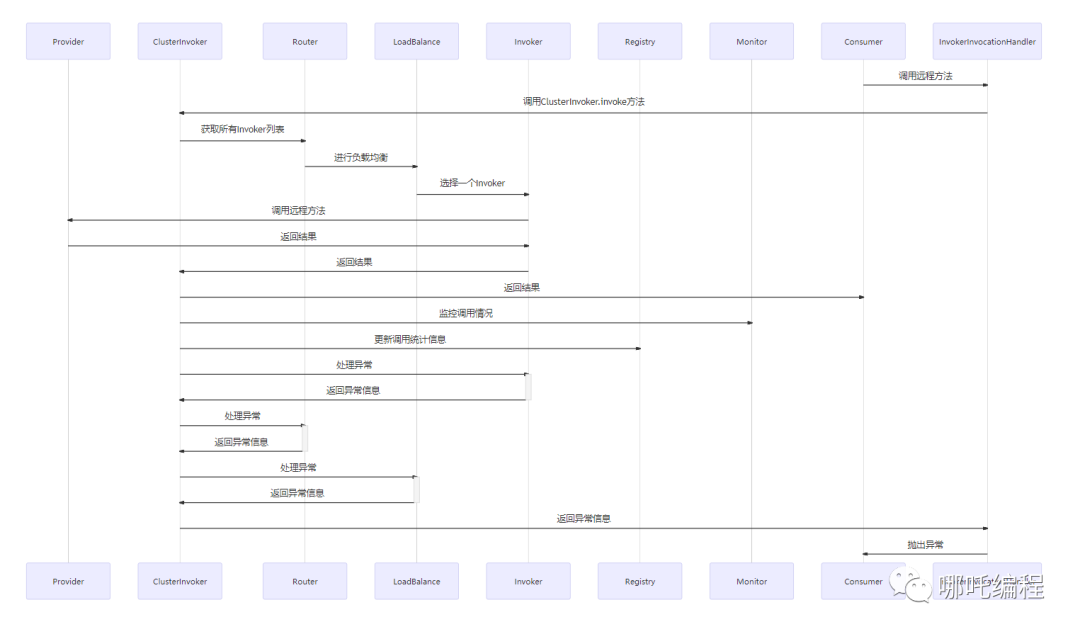 Provider ClusterInvoker Router LoadBalance Invoker Registry Monitor Consumer InvokerInvocationHandler
调用远程方法
调用ClusterInvoker.invoke方法
获取所有Invoker列表
进行负载均衡
选择一个Invoker
调用远程方法
返回结果
返回结果
返回结果
监控调用情况
更新调用统计信息
处理异常
返回异常信息
处理异常
返回异常信息
处理异常
返回异常信息
返回异常信息
抛出异常
Provider ClusterInvoker Router LoadBalance Invoker Registry Monitor Consumer
哪吒编程